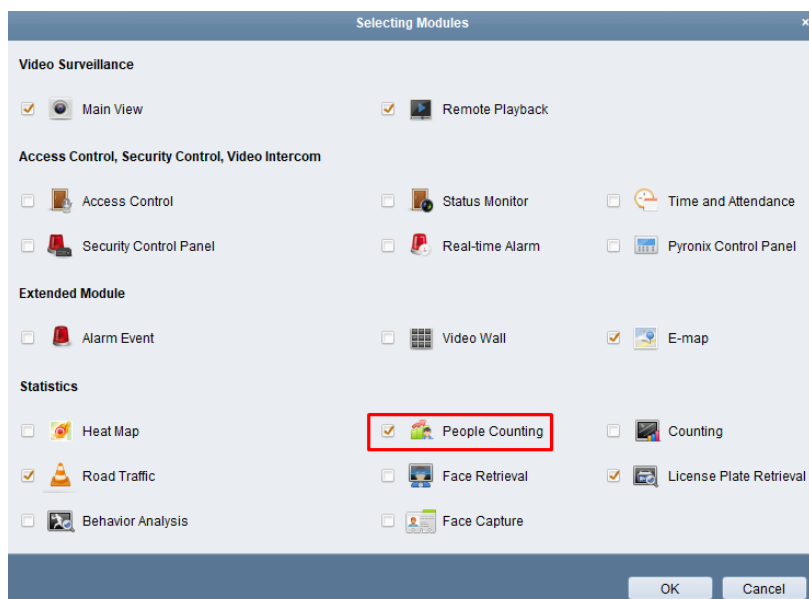 Selecting Modules
Video Surveillance
Main View
Remote Playback
Access Control, Security Control, Video Intercom
Access Control
Status Monitor
Time and Attendance
Security Control Panel
Real-time Alarm
Pyronix Control Panel
Extended Module
Alarm Event
Video Wall
E-map
Statistics
Heat Map
People Counting
Counting
Road Traffic
Face Retrieval
License Plate Retrieval
Behavior Analysis
Face Capture
OK
Cancel